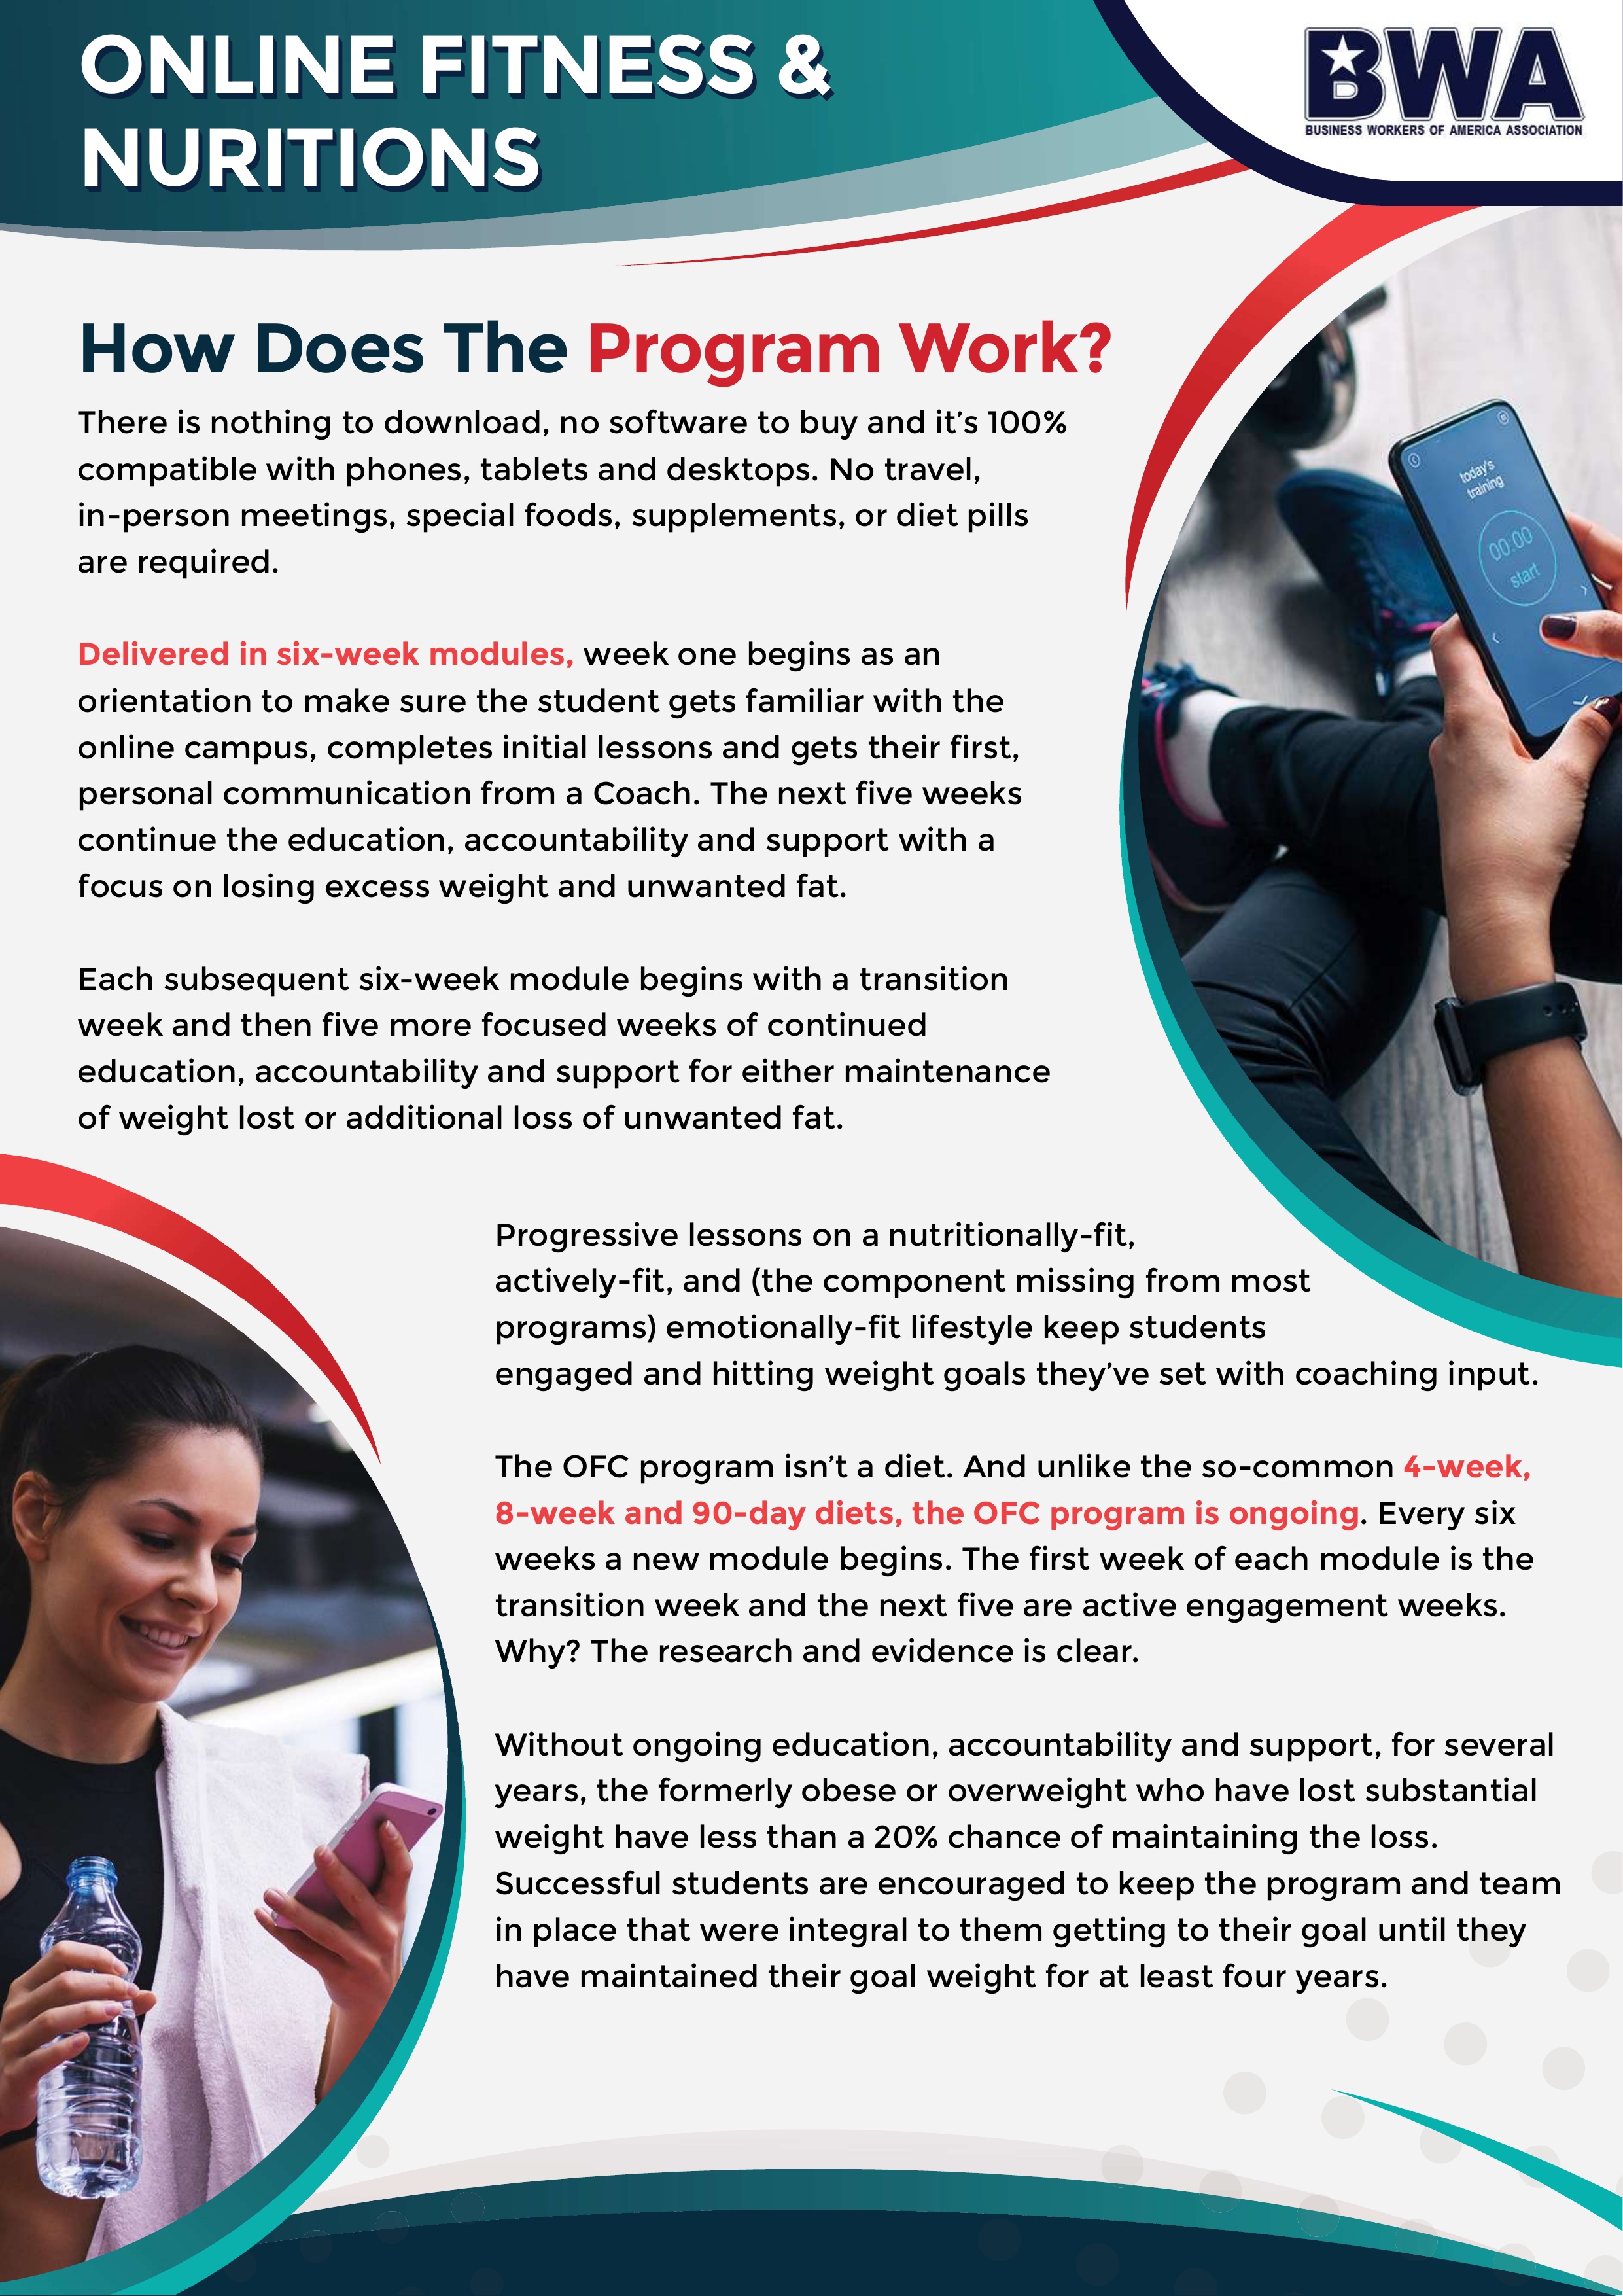 ONLINE FITNESS &
NURITIONS
BWA
BUSINESS WORKERS OF AMERICA ASSOCIATION
How Does The Program Work?
There is nothing to download, no software to buy and it’s 100%
compatible with phones, tablets and desktops. No travel,
in-person meetings, special foods, supplements, or diet pills
are required.
Delivered in six-week modules, week one begins as an
orientation to make sure the student gets familiar with the
online campus, completes initial lessons and gets their first,
personal communication from a Coach. The next five weeks
continue the education, accountability and support with a
focus on losing excess weight and unwanted fat.
Each subsequent six-week module begins with a transition
week and then five more focused weeks of continued
education, accountability and support for either maintenance
of weight lost or additional loss of unwanted fat.
today's
training
00:00
start
Progressive lessons on a nutritionally-fit,
actively-fit, and (the component missing from most
programs) emotionally-fit lifestyle keep students
engaged and hitting weight goals they’ve set with coaching input.
The OFC program isn’t a diet. And unlike the so-common 4-week,
8-week and 90-day diets, the OFC program is ongoing. Every six
weeks a new module begins. The first week of each module is the
transition week and the next five are active engagement weeks.
Why? The research and evidence is clear.
Without ongoing education, accountability and support, for several
years, the formerly obese or overweight who have lost substantial
weight have less than a 20% chance of maintaining the loss.
Successful students are encouraged to keep the program and team
in place that were integral to them getting to their goal until they
have maintained their goal weight for at least four years.